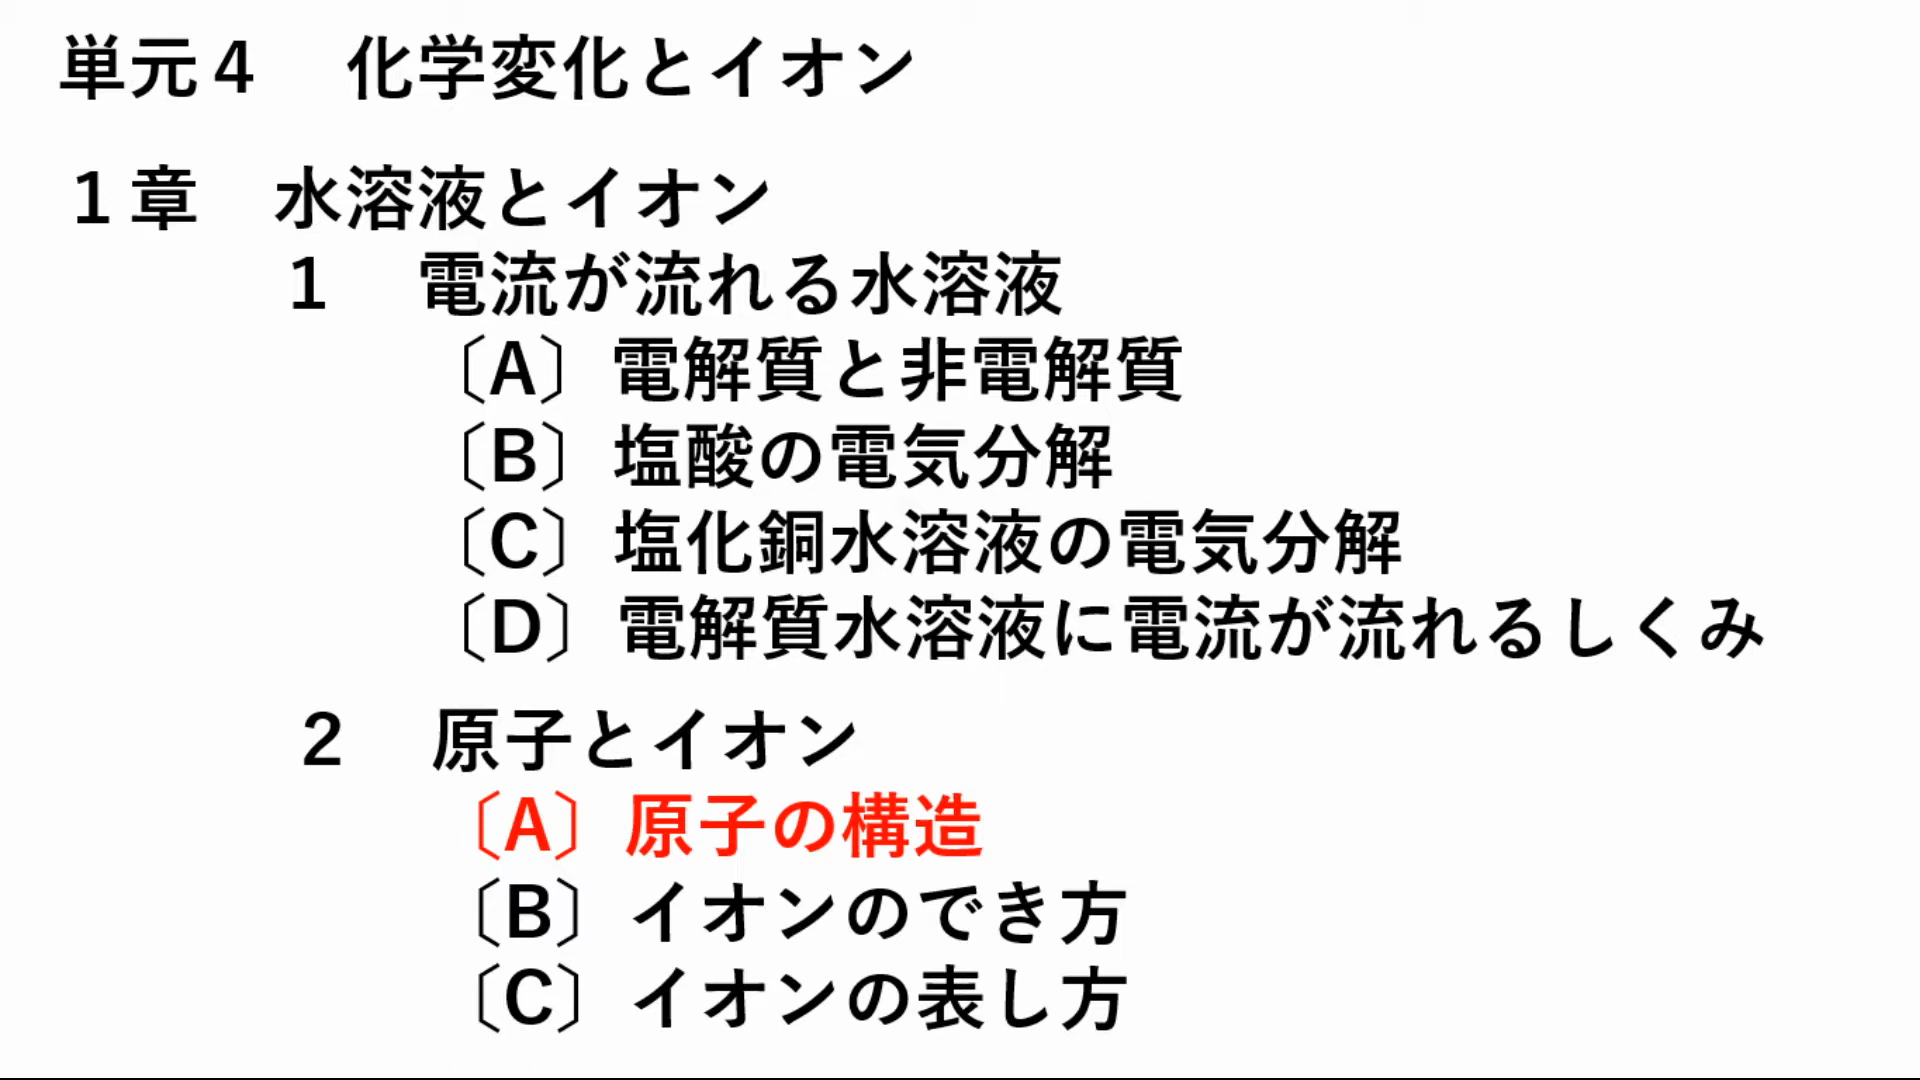 単元４　化学変化とイオン
１章　水溶液とイオン
１　電流が流れる水溶液
〔A〕電解質と非電解質
〔B〕塩酸の電気分解
〔C〕塩化銅水溶液の電気分解
〔D〕電解質水溶液に電流が流れるしくみ
２　原子とイオン
〔A〕原子の構造
〔B〕イオンのでき方
〔C〕イオンの表し方